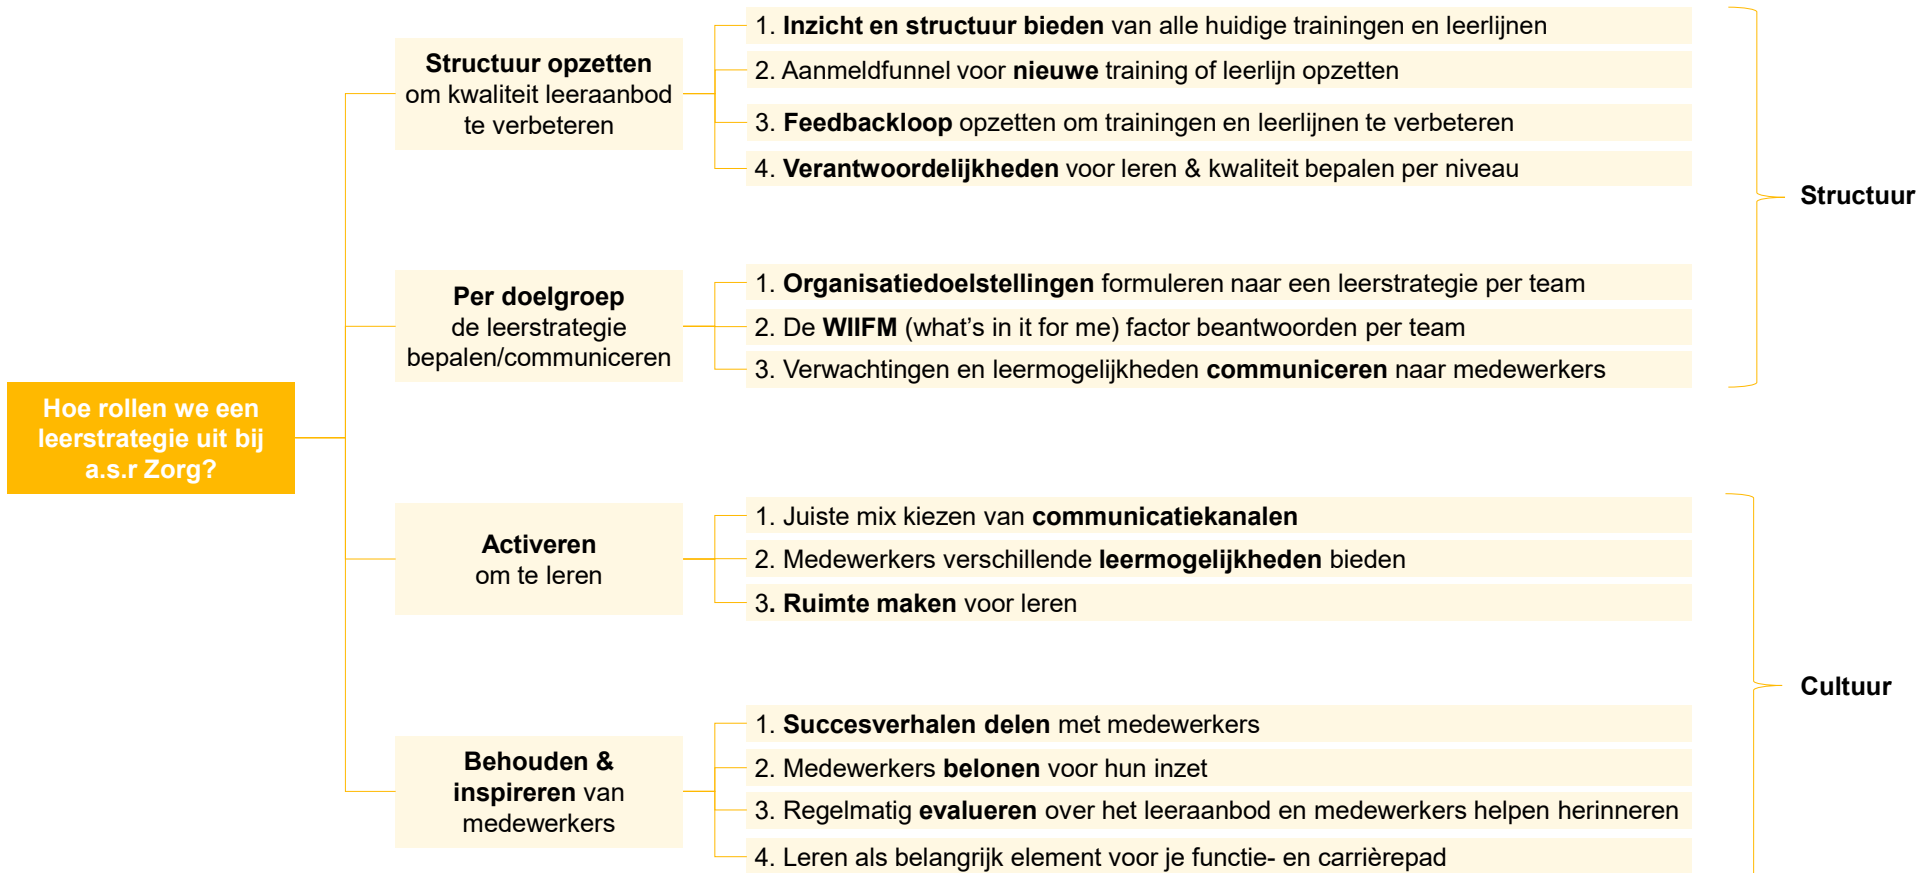 Hoe rollen we een
leerstrategie uit bij
a.s.r Zorg?
Structuur opzetten
om kwaliteit leeraanbod
te verbeteren
1. Inzicht en structuur bieden van alle huidige trainingen en leerlijnen
2. Aanmeldfunnel voor nieuwe training of leerlijn opzetten
3. Feedbackloop opzetten om trainingen en leerlijnen te verbeteren
4. Verantwoordelijkheden voor leren & kwaliteit bepalen per niveau
Per doelgroep
de leerstrategie
bepalen/communiceren
1. Organisatiedoelstellingen formuleren naar een leerstrategie per team
2. De WIIFM (what’s in it for me) factor beantwoorden per team
3. Verwachtingen en leermogelijkheden communiceren naar medewerkers
Structuur
Activeren
om te leren
1. Juiste mix kiezen van communicatiekanalen
2. Medewerkers verschillende leermogelijkheden bieden
3. Ruimte maken voor leren
Behouden &
inspireren van
medewerkers
1. Succesverhalen delen met medewerkers
2. Medewerkers belonen voor hun inzet
3. Regelmatig evalueren over het leeraanbod en medewerkers helpen herinneren
4. Leren als belangrijk element voor je functie- en carrièrepad
Cultuur